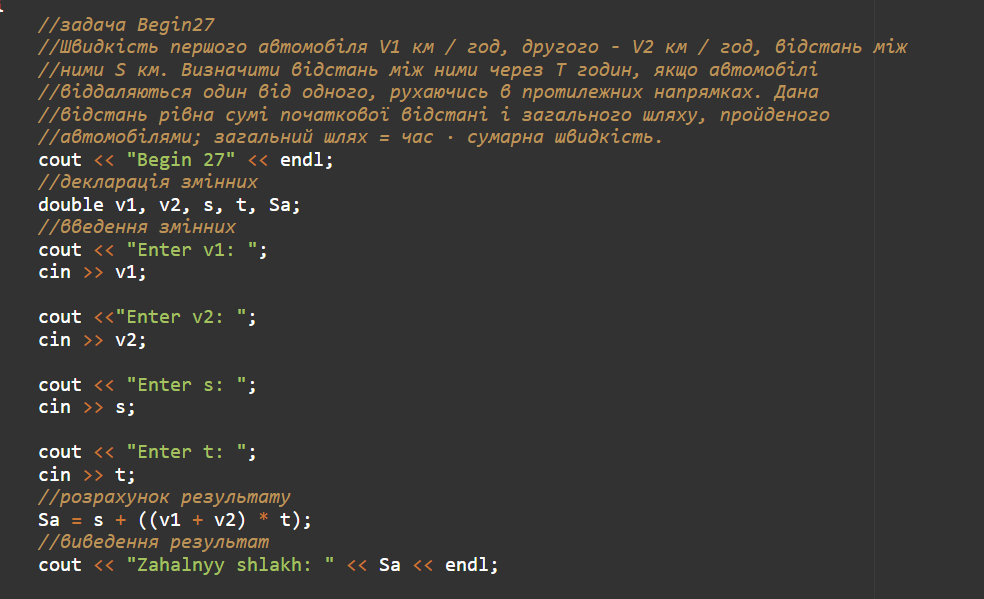 //задача Begin27
//Швидкість першого автомобіля V1 км / год, другого - V2 км / год, відстань між
//ними S км. Визначити відстань між ними через T годин, якщо автомобілі
//віддаляються один від одного, рухаючись в протилежних напрямках. Дана
//відстань рівна сумі початкової відстані і загального шляху, пройденого
//автомобілями; загальний шлях = час · сумарна швидкість.
cout << "Begin 27" << endl;
//декларація змінних
double v1, v2, s, t, Sa;
//введення змінних
cout << "Enter v1: ";
cin >> v1;
cout <<"Enter v2: ";
cin >> v2;
cout << "Enter s: ";
cin >> s;
cout << "Enter t: ";
cin >> t;
//розрахунок результату
Sa = s + ((v1 + v2) * t);
//виведення результат
cout << "Zahalnyy shlakh: " << Sa << endl;